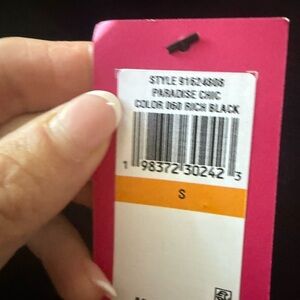 STYLE 91624808
PARADISE CHIC
COLOR 060 RICH BLACK
1 98372 30242 3
S